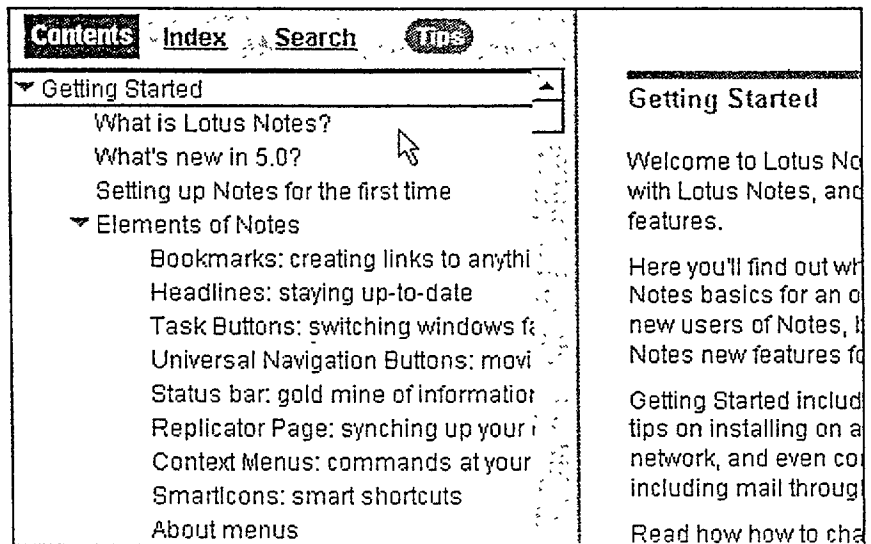 Contents Index Search Tips
Getting Started
What is Lotus Notes?
What's new in 5.0?
Setting up Notes for the first time
Elements of Notes
Bookmarks: creating links to anythi
Headlines: staying up-to-date
Task Buttons: switching windows fa
Universal Navigation Buttons: movi
Status bar: gold mine of information
Replicator Page: synching up your
Context Menus: commands at your
SmartIcons: smart shortcuts
About menus
Getting Started
Welcome to Lotus No
with Lotus Notes, and
features.
Here you'll find out wh
Notes basics for an o
new users of Notes,
Notes new features fo
Getting Started includ
tips on installing on a
network, and even co
including mail throug
Read how how to cha